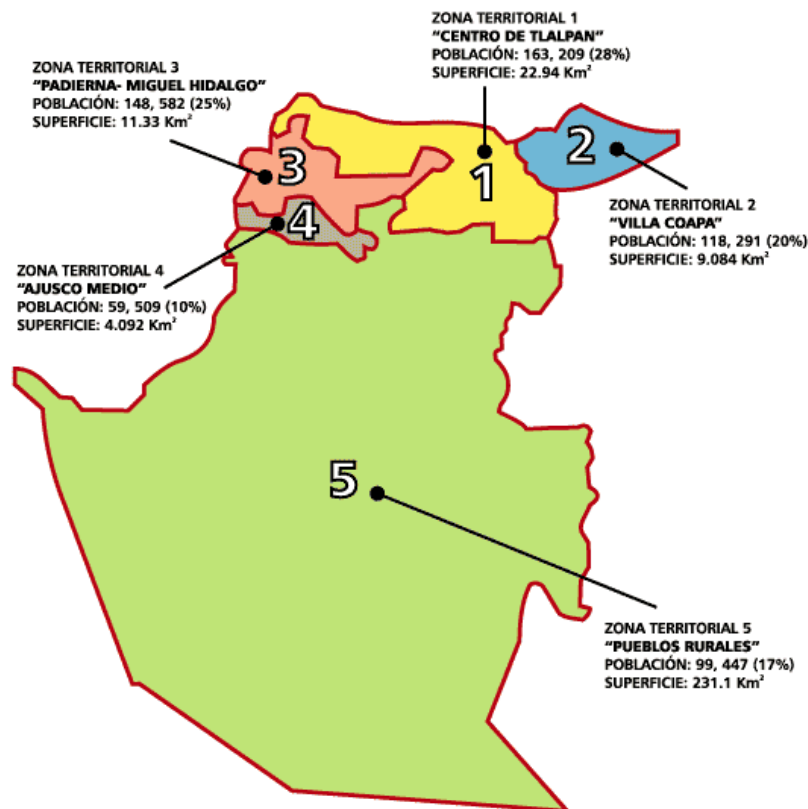 ZONA TERRITORIAL 1
“CENTRO DE TLALPAN”
POBLACIÓN: 163, 209 (28%)
SUPERFICIE: 22.94 Km²
ZONA TERRITORIAL 3
“PADIERNA- MIGUEL HIDALGO”
POBLACIÓN: 148, 582 (25%)
SUPERFICIE: 11.33 Km²
3
1
2
4
ZONA TERRITORIAL 2
“VILLA COAPA”
POBLACIÓN: 118, 291 (20%)
SUPERFICIE: 9.084 Km²
ZONA TERRITORIAL 4
“AJUSCO MEDIO”
POBLACIÓN: 59, 509 (10%)
SUPERFICIE: 4.092 Km²
5
ZONA TERRITORIAL 5
“PUEBLOS RURALES”
POBLACIÓN: 99, 447 (17%)
SUPERFICIE: 231.1 Km²